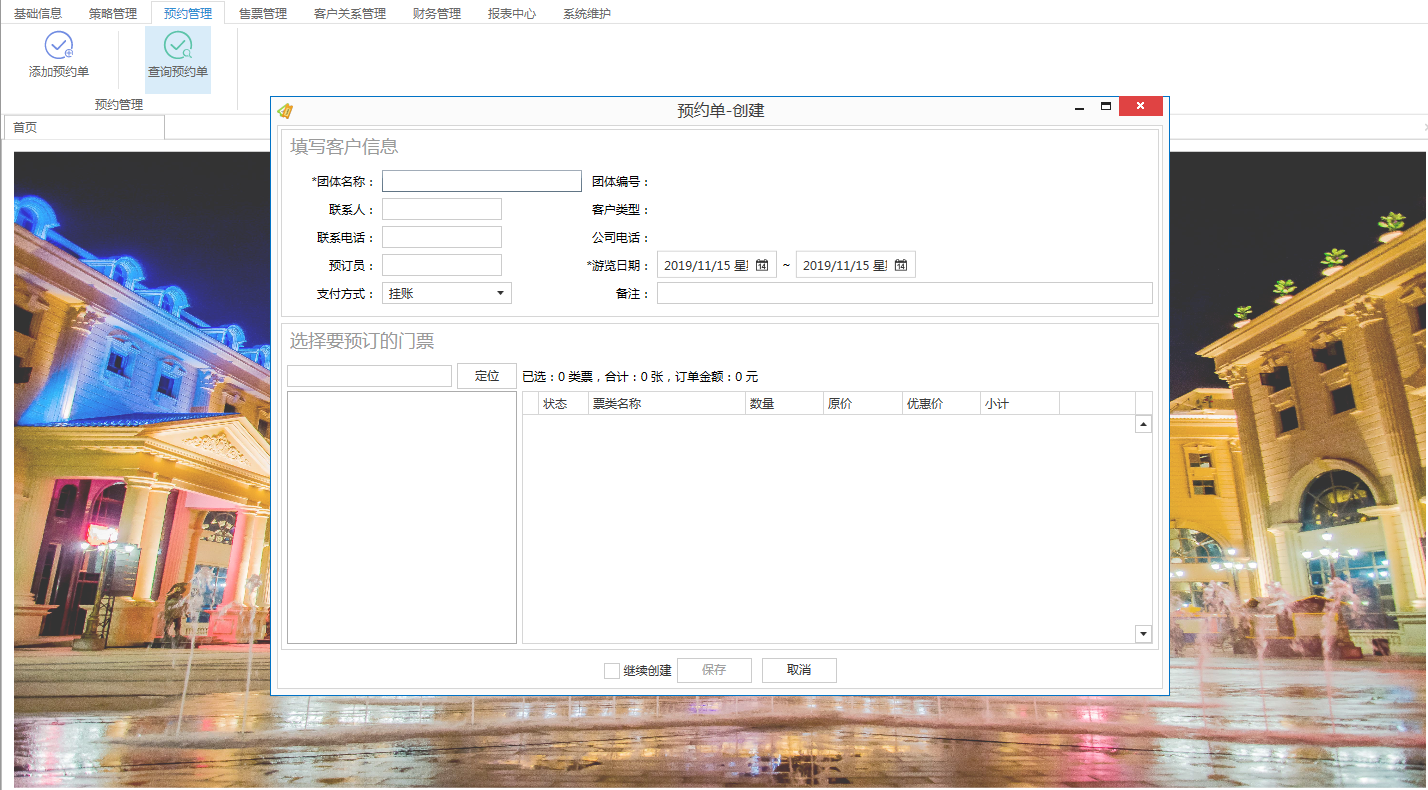 基础信息 策略管理 预约管理 售票管理 客户关系管理 财务管理 报表中心 系统维护
添加预约单 查询预约单
预约管理
首页
预约单-创建
填写客户信息
*团体名称： 团体编号：
联系人： 客户类型：
联系电话： 公司电话：
预订员： *游览日期： 2019/11/15 星 14 ~ 2019/11/15 星 14
支付方式： 挂账 备注：
选择要预订的门票
定位 已选：0 类票，合计：0 张，订单金额：0 元
状态 票类名称 数量 原价 优惠价 小计
继续创建 保存 取消